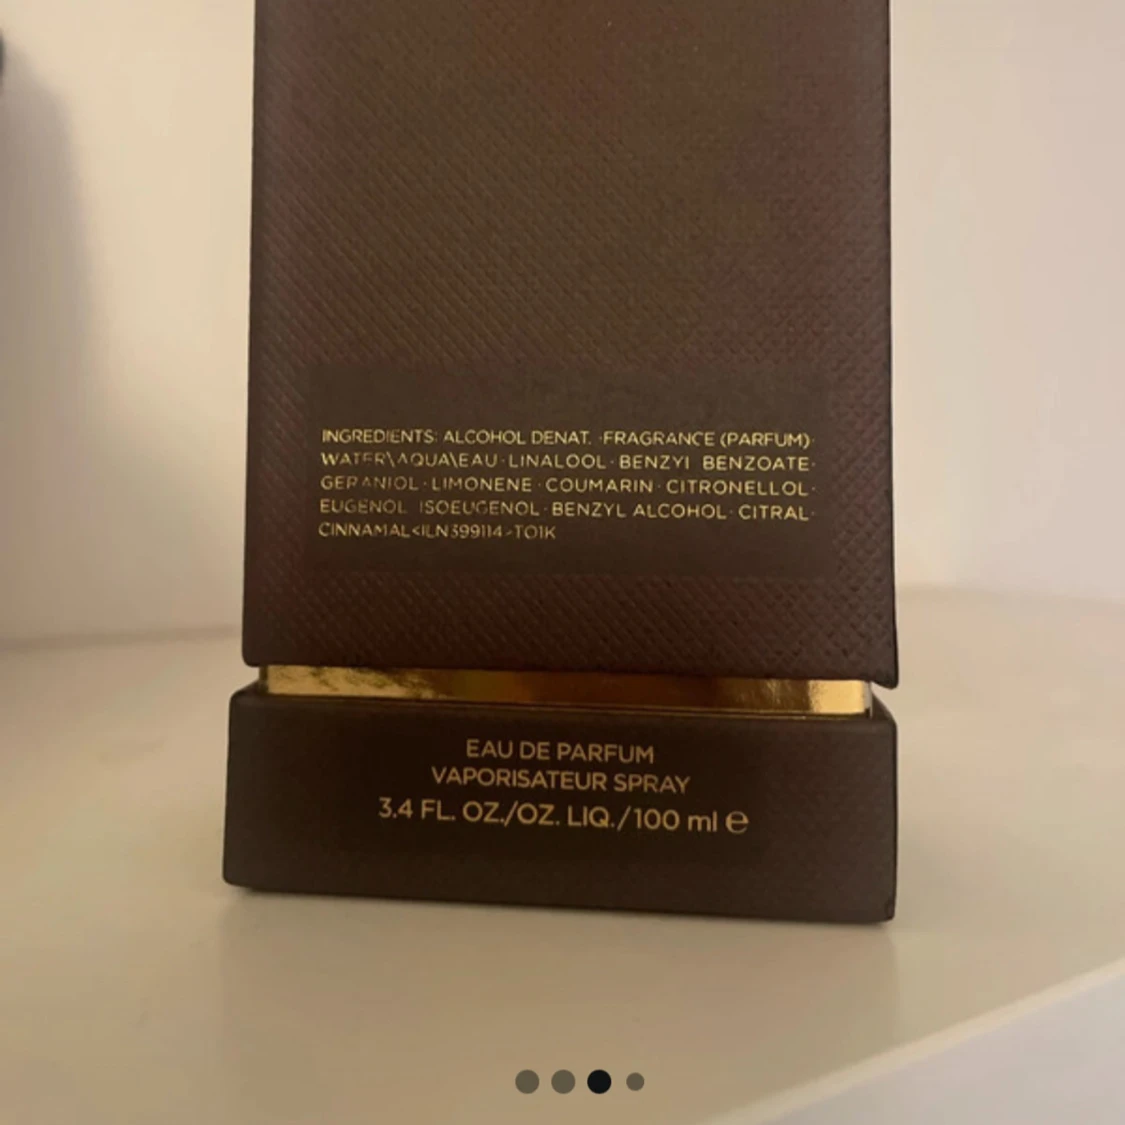 INGREDIENTS: ALCOHOL DENAT. ·FRAGRANCE (PARFUM)·
WATER\AQUA\EAU·LINALOOL·BENZYl BENZOATE·
GERANIOL·LIMONENE·COUMARIN·CITRONELLOL·
EUGENOL ISOEUGENOL·BENZYL ALCOHOL·CITRAL·
CINNAMAL<ILN399114-TO1K
EAU DE PARFUM
VAPORISATEUR SPRAY
3.4 FL. OZ./OZ. LIQ./100 ml ℮